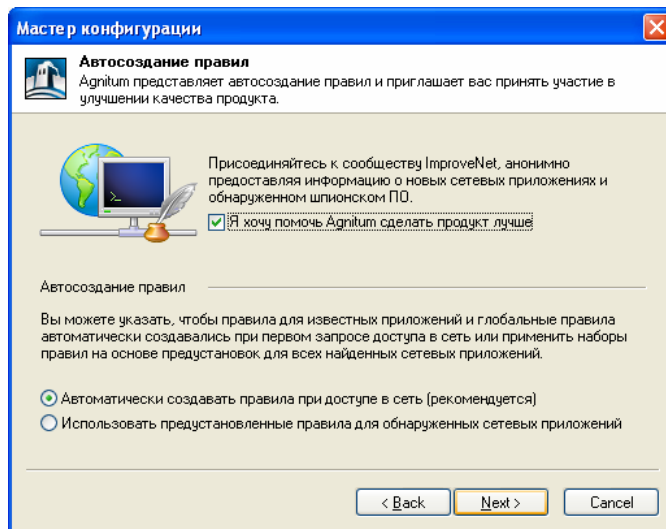 Мастер конфигурации
Автосоздание правил
Agnitum представляет автосоздание правил и приглашает вас принять участие в
улучшении качества продукта.
Присоединяйтесь к сообществу ImproveNet, анонимно
предоставляя информацию о новых сетевых приложениях и
обнаруженном шпионском ПО.
Я хочу помочь Agnitum сделать продукт лучше
Автосоздание правил
Вы можете указать, чтобы правила для известных приложений и глобальные правила
автоматически создавались при первом запросе доступа в сеть или применить наборы
правил на основе предустановок для всех найденных сетевых приложений.
Автоматически создавать правила при доступе в сеть (рекомендуется)
Использовать предустановленные правила для обнаруженных сетевых приложений
< Back Next > Cancel